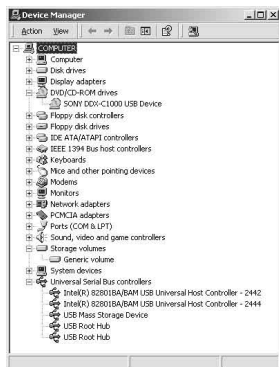 Device Manager
Action View
COMPUTER
Computer
Disk drives
Display adapters
DVD/CD-ROM drives
SONY DDX-C1000 USB Device
Floppy disk controllers
Floppy disk drives
IDE ATA/ATAPI controllers
IEEE 1394 Bus host controllers
Keyboards
Mice and other pointing devices
Modems
Monitors
Network adapters
PCMCIA adapters
Ports (COM & LPT)
Sound, video and game controllers
Storage volumes
Generic volume
System devices
Universal Serial Bus controllers
Intel(R) 82801BA/BAM USB Universal Host Controller - 2442
Intel(R) 82801BA/BAM USB Universal Host Controller - 2444
USB Mass Storage Device
USB Root Hub
USB Root Hub